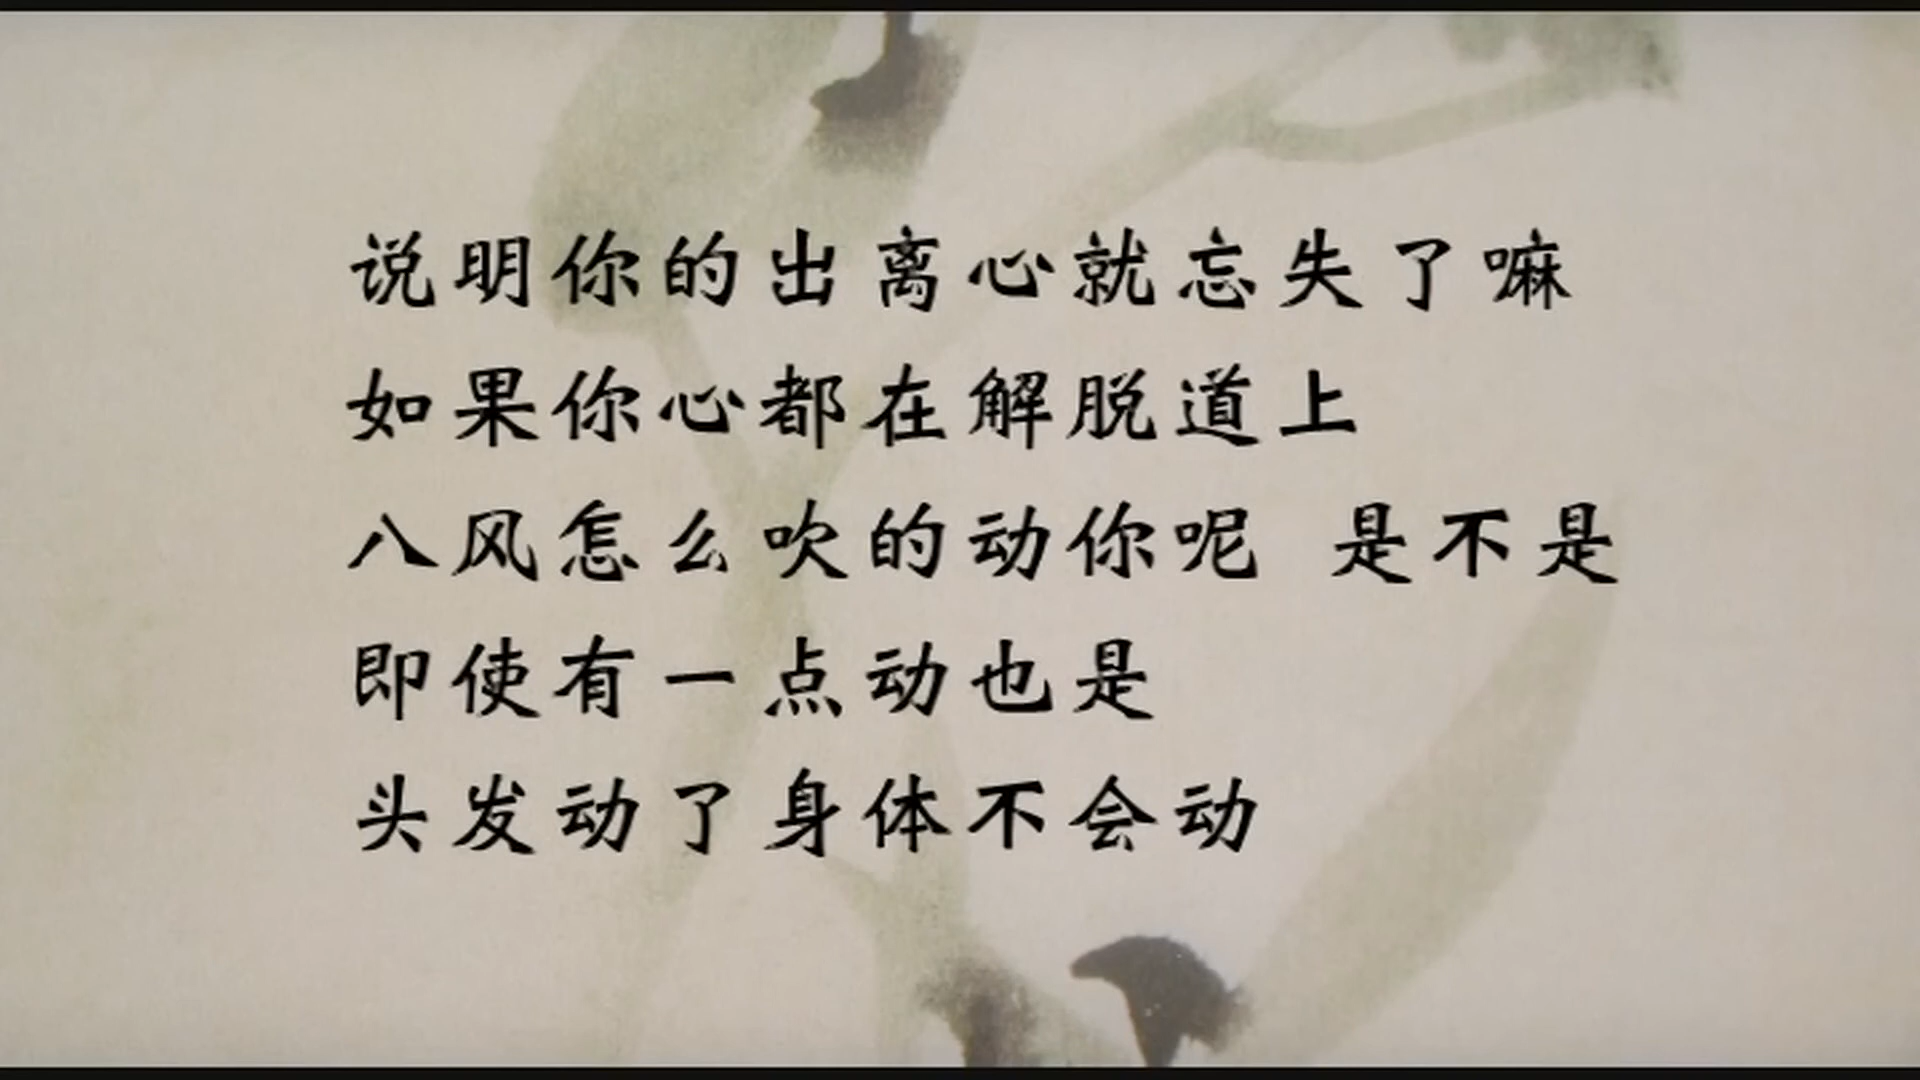 说明你的出离心就忘失了嘛
如果你心都在解脱道上
八风怎么吹的动你呢 是不是
即使有一点动也是
头发动了身体不会动